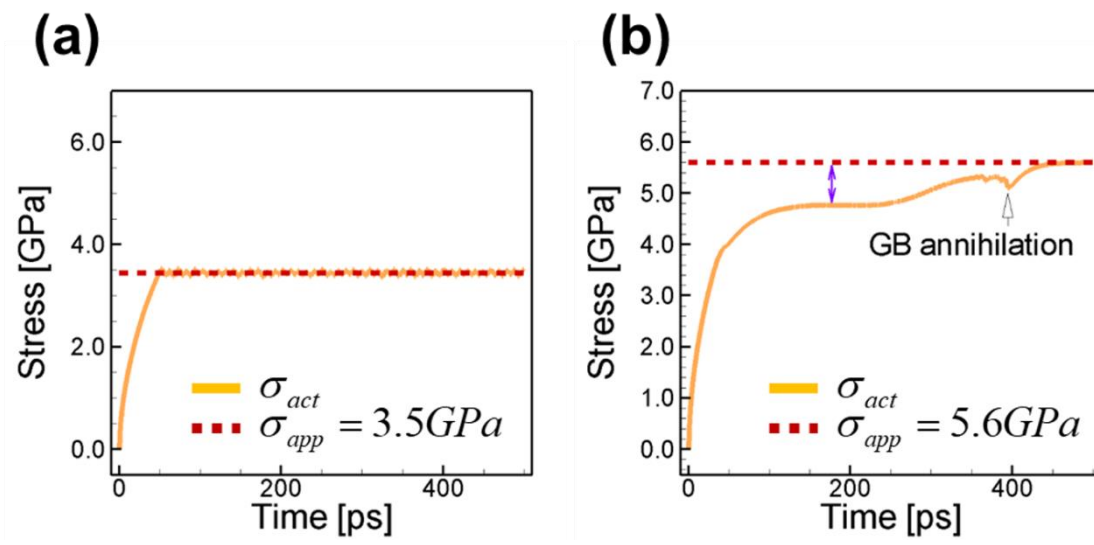 (a)
Stress [GPa]
6.0
4.0
2.0
0.0
σact
σapp = 3.5GPa
0
200
400
Time [ps]
(b)
Stress [GPa]
7.0
6.0
5.0
4.0
3.0
2.0
1.0
0.0
GB annihilation
σact
σapp = 5.6GPa
0
200
400
Time [ps]